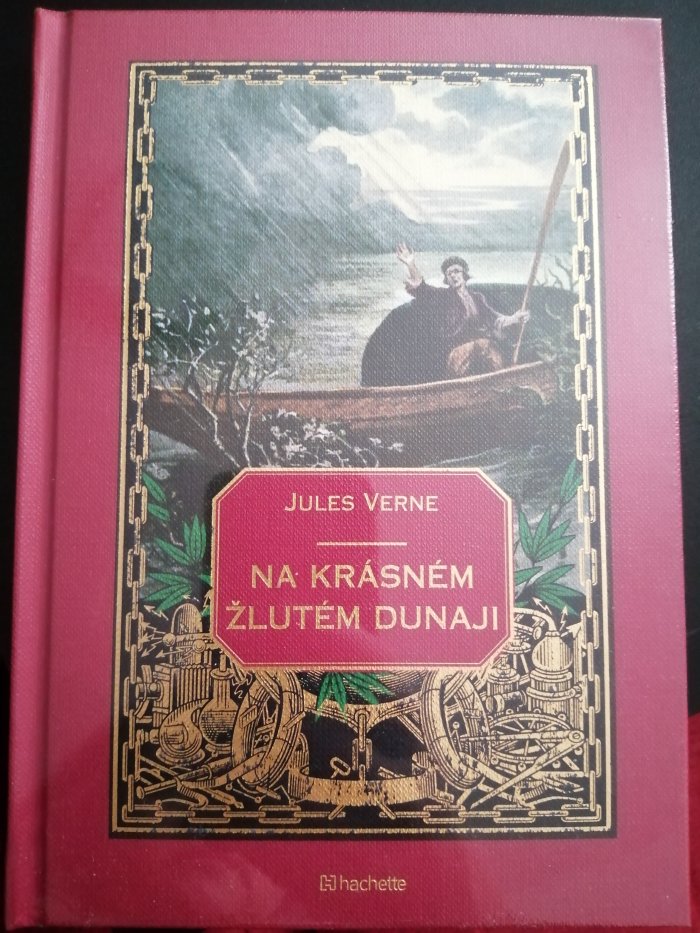 JULES VERNE
NA KRÁSNÉM
ŽLUTÉM DUNAJI
hachette